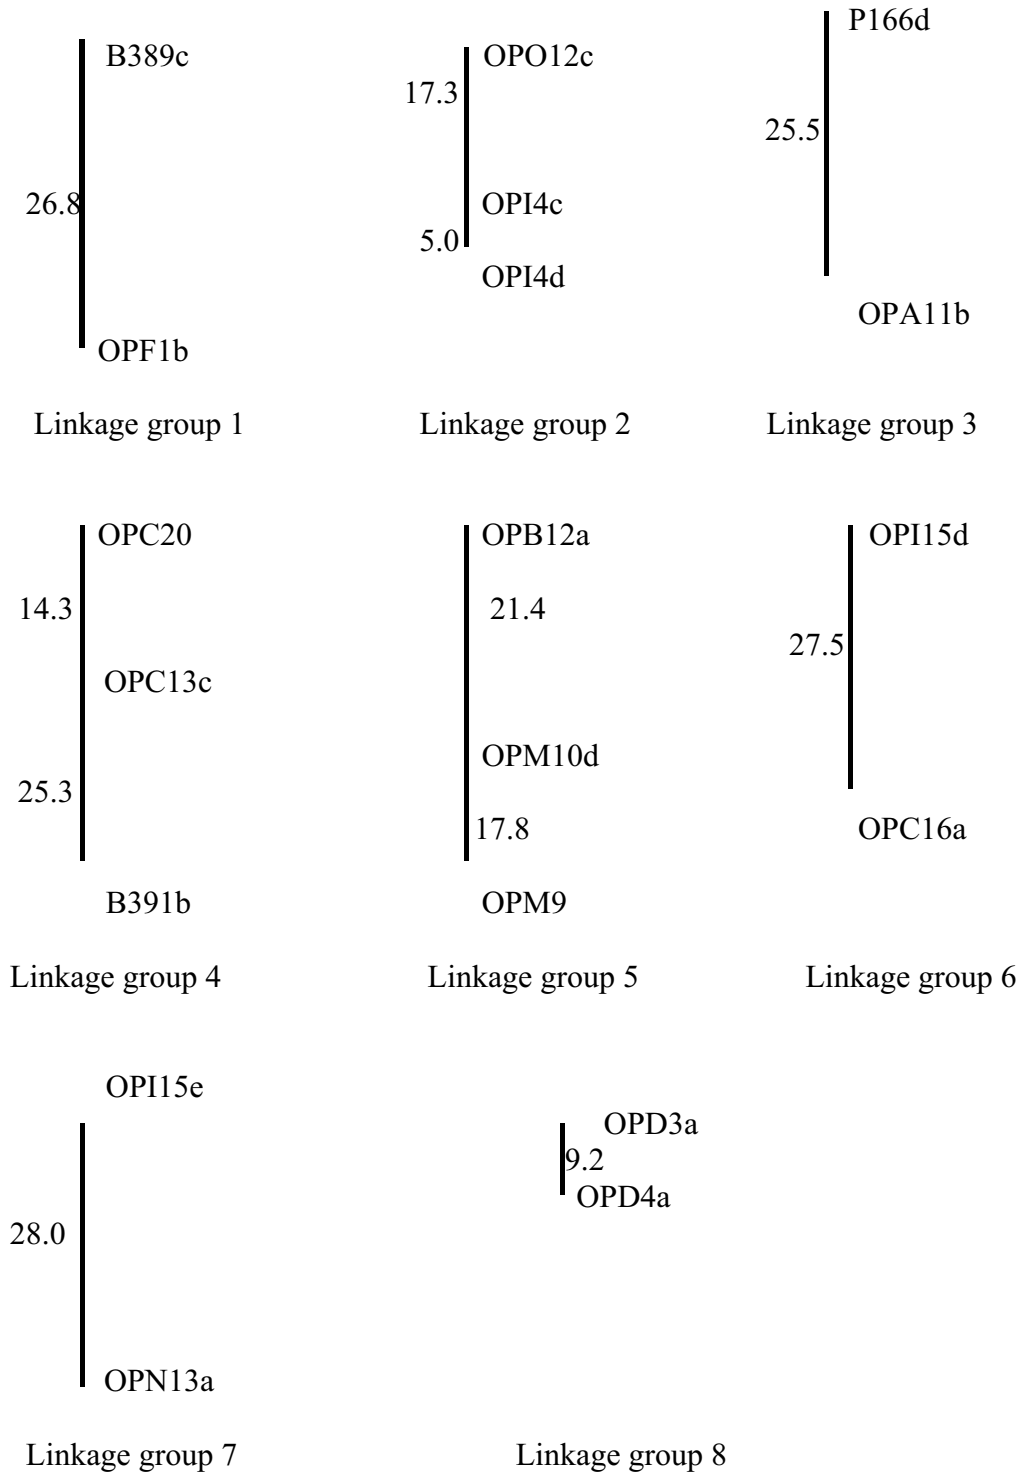 B389c
26.8
OPF1b
Linkage group 1
OPO12c
17.3
OPI4c
5.0
OPI4d
Linkage group 2
P166d
25.5
OPA11b
Linkage group 3
OPC20
14.3
OPC13c
25.3
B391b
Linkage group 4
OPB12a
21.4
OPM10d
17.8
OPM9
Linkage group 5
OPI15d
27.5
OPC16a
Linkage group 6
OPI15e
28.0
OPN13a
Linkage group 7
OPD3a
9.2
OPD4a
Linkage group 8